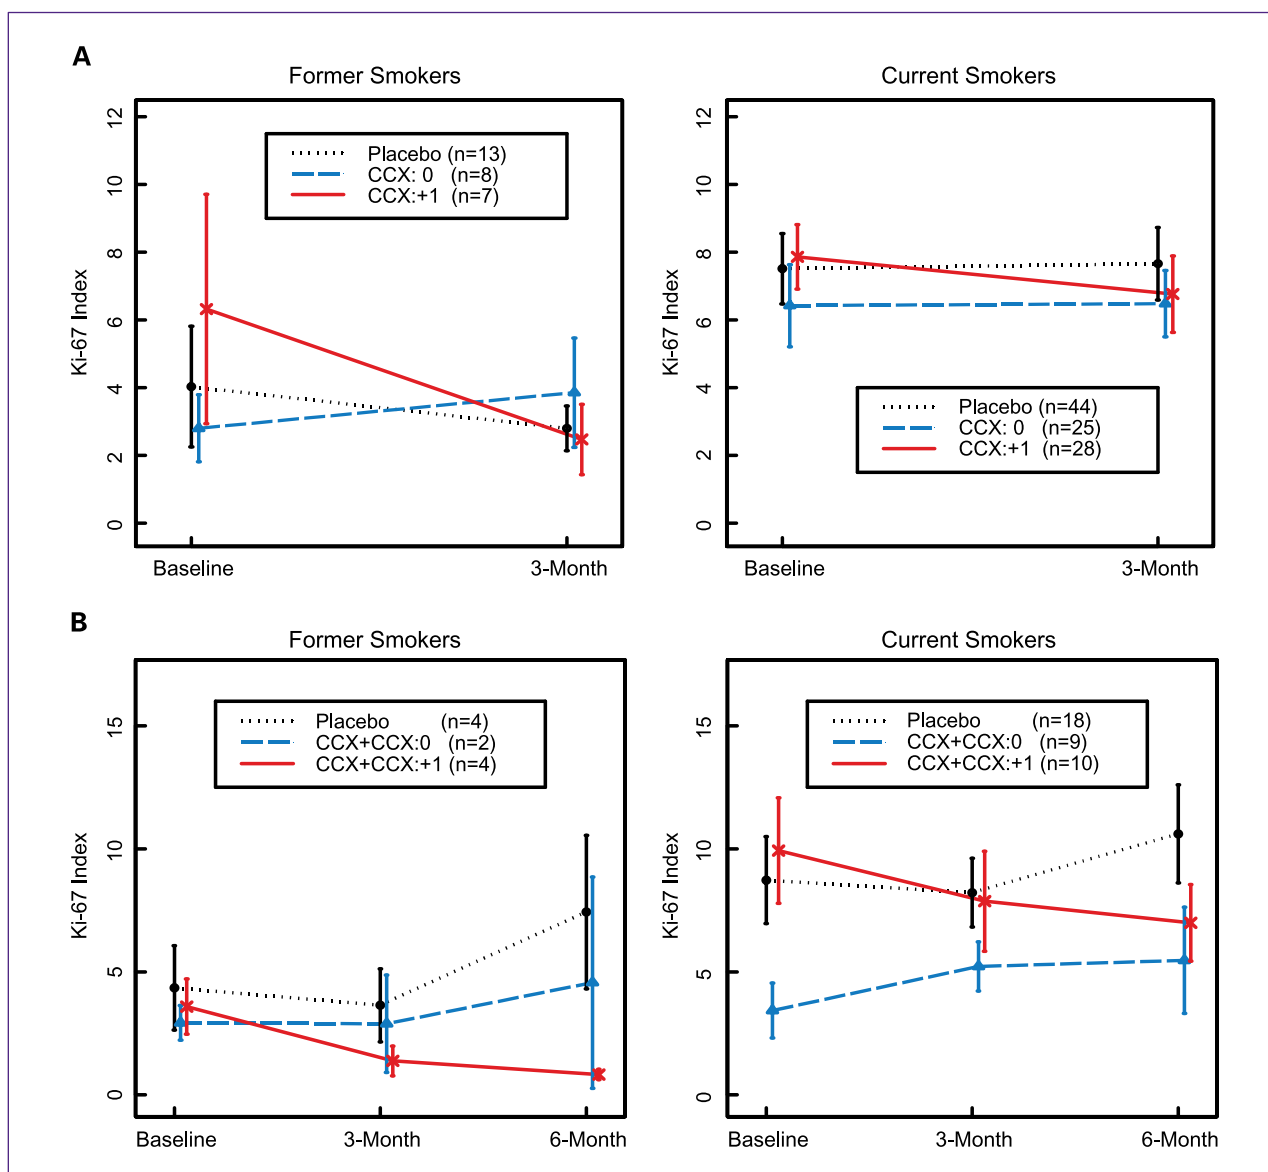 A
Former Smokers
Ki-67 Index
12
10
8
6
4
2
0
Placebo (n=13)
CCX: 0 (n=8)
CCX:+1 (n=7)
Baseline
3-Month
Current Smokers
Ki-67 Index
12
10
8
6
4
2
0
Placebo (n=44)
CCX: 0 (n=25)
CCX:+1 (n=28)
Baseline
3-Month
B
Former Smokers
Ki-67 Index
15
10
5
0
Placebo (n=4)
CCX+CCX:0 (n=2)
CCX+CCX:+1 (n=4)
Baseline
3-Month
6-Month
Current Smokers
Ki-67 Index
15
10
5
0
Placebo (n=18)
CCX+CCX:0 (n=9)
CCX+CCX:+1 (n=10)
Baseline
3-Month
6-Month